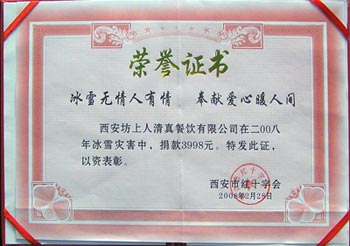 荣誉证书
冰雪无情人有情 奉献爱心暖人间
西安坊上人清真餐饮有限公司在二00八
年冰雪灾害中，捐款3998元。特发此证，
以资表彰。
西安市红十字会
2008年2月28日